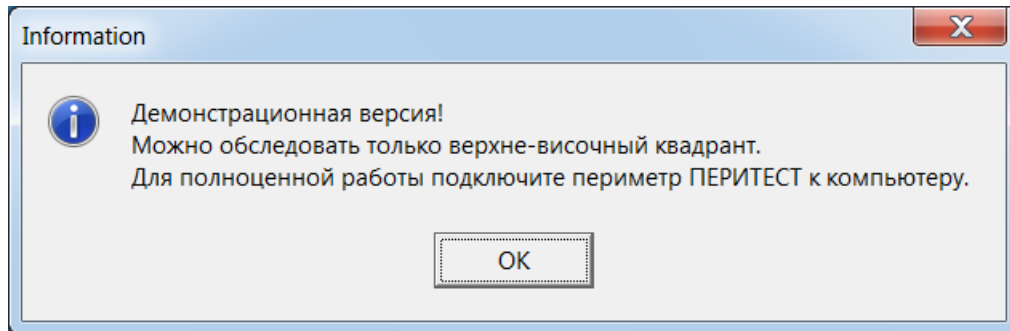 Information
Демонстрационная версия!
Можно обследовать только верхне-височный квадрант.
Для полноценной работы подключите периметр ПЕРИТЕСТ к компьютеру.
OK